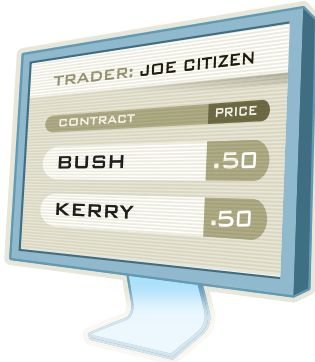 TRADER: JOE CITIZEN
CONTRACT PRICE
BUSH .50
KERRY .50